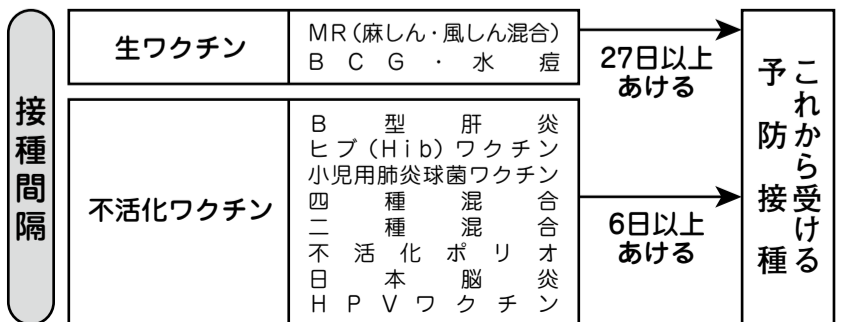 接種間隔
生ワクチン
MR(麻しん・風しん混合)
BCG・水痘
27日以上
あける
不活化ワクチン
B型肝炎
ヒブ(Hib)ワクチン
小児用肺炎球菌ワクチン
四種混合
二種混合
不活化ポリオ
日本脳炎
HPVワクチン
6日以上
あける
これから受ける
予防接種